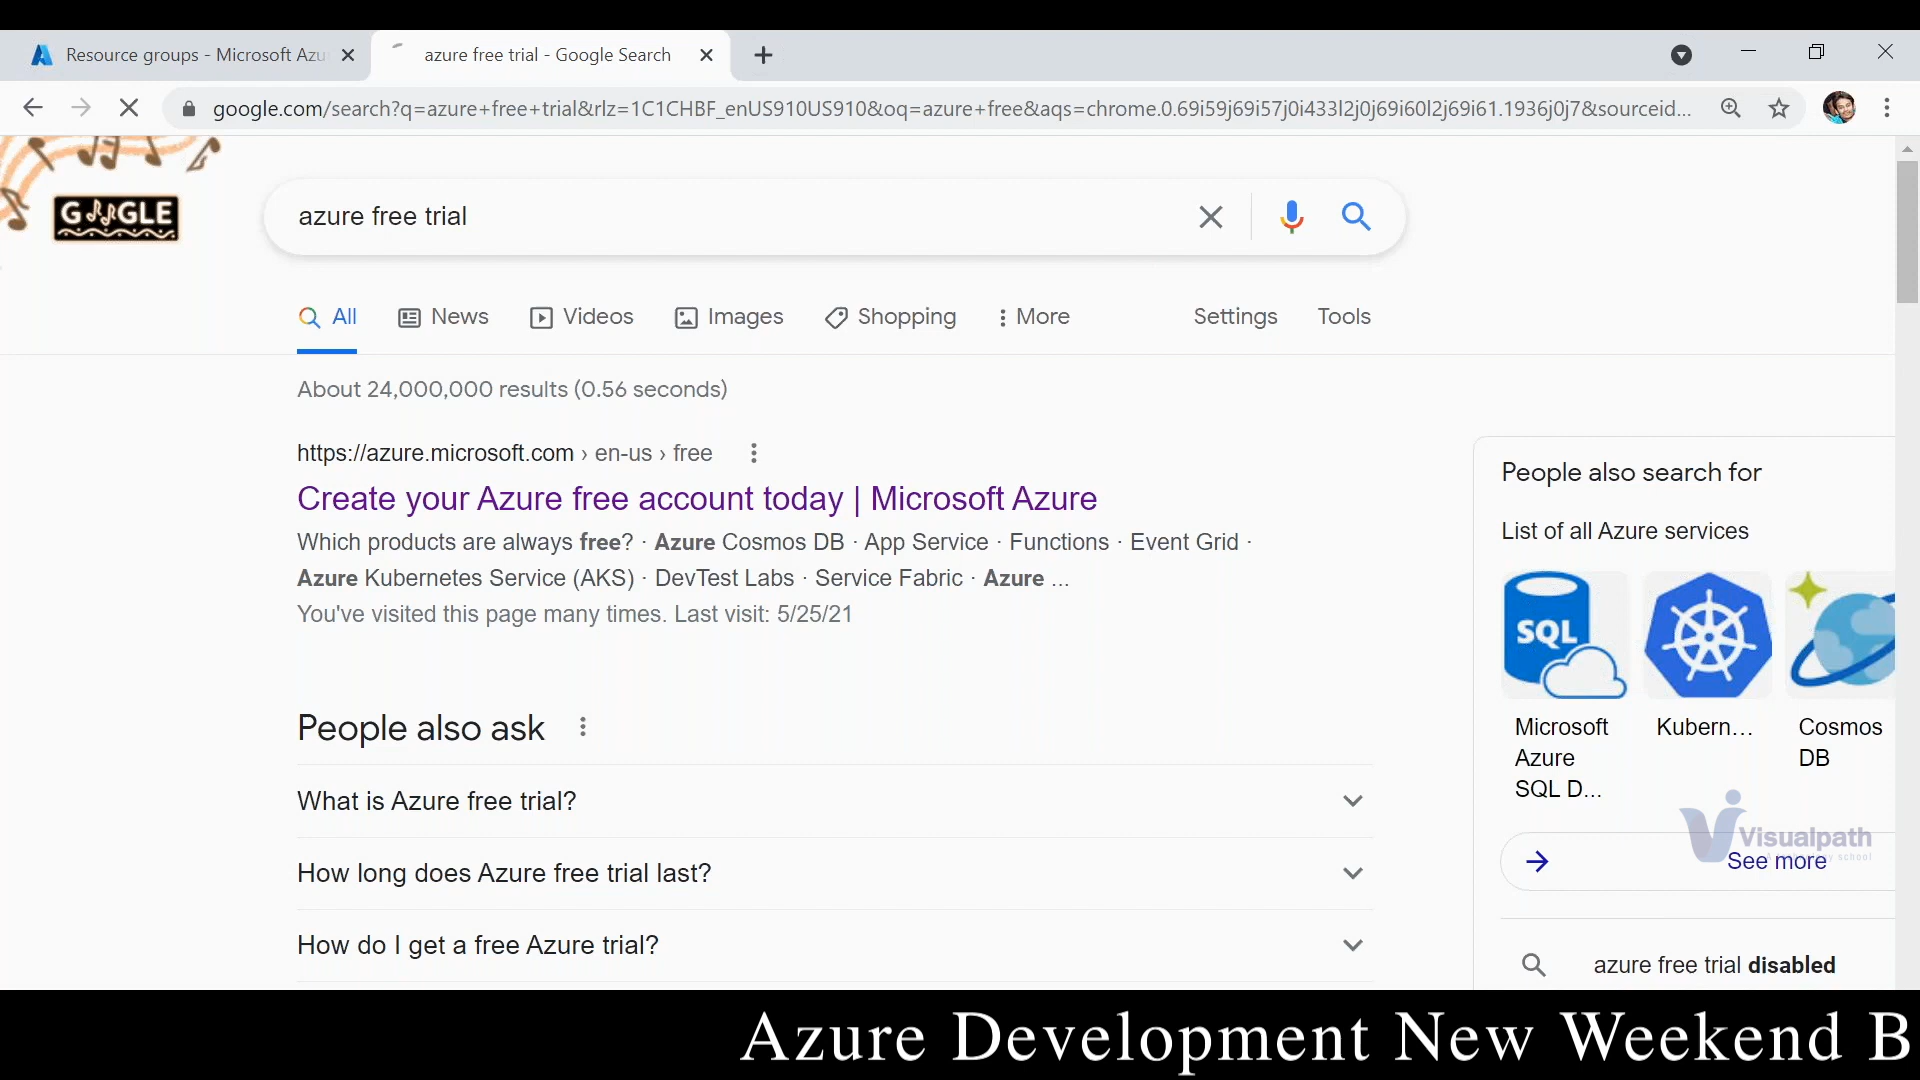 Resource groups - Microsoft Azu
azure free trial - Google Search
google.com/search?q=azure+free+trial&rlz=1C1CHBF_enUS910US910&oq=azure+free&aqs=chrome.0.69i59j69i57j0i433l2j0j69i60l2j69i61.1936j0j7&sourceid...
GOOGLE
azure free trial
All
News
Videos
Images
Shopping
More
Settings
Tools
About 24,000,000 results (0.56 seconds)
https://azure.microsoft.com › en-us › free
Create your Azure free account today | Microsoft Azure
Which products are always free? · Azure Cosmos DB · App Service · Functions · Event Grid ·
Azure Kubernetes Service (AKS) · DevTest Labs · Service Fabric · Azure ...
You've visited this page many times. Last visit: 5/25/21
People also ask
What is Azure free trial?
How long does Azure free trial last?
How do I get a free Azure trial?
People also search for
List of all Azure services
SQL
Microsoft
Azure
SQL D...
Kubern...
Cosmos
DB
Visualpath
See more
azure free trial disabled
Azure Development New Weekend B